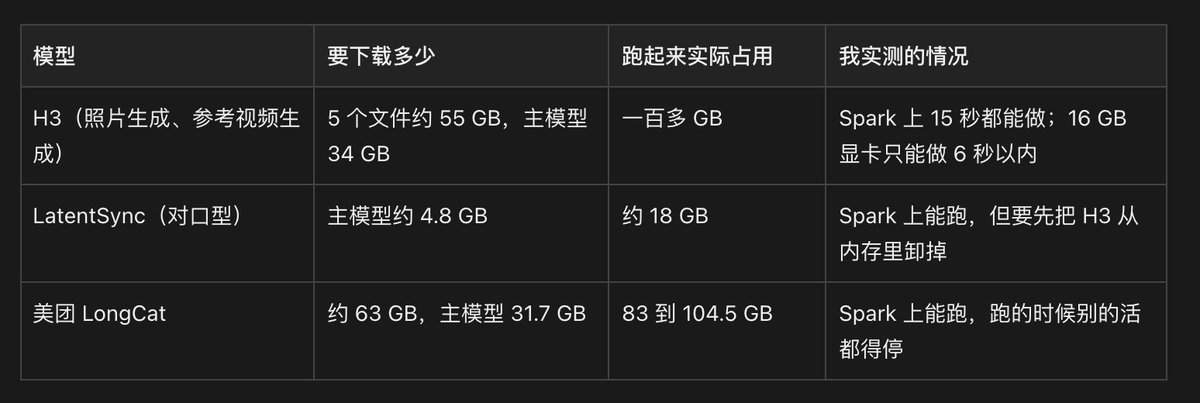 模型
要下载多少
跑起来实际占用
我实测的情况
H3（照片生成、参考视频生
成）
5 个文件约 55 GB，主模型
34 GB
一百多 GB
Spark 上 15 秒都能做；16 GB
显卡只能做 6 秒以内
LatentSync（对口型）
主模型约 4.8 GB
约 18 GB
Spark 上能跑，但要先把 H3 从
内存里卸掉
美团 LongCat
约 63 GB，主模型 31.7 GB
83 到 104.5 GB
Spark 上能跑，跑的时候别的活
都得停